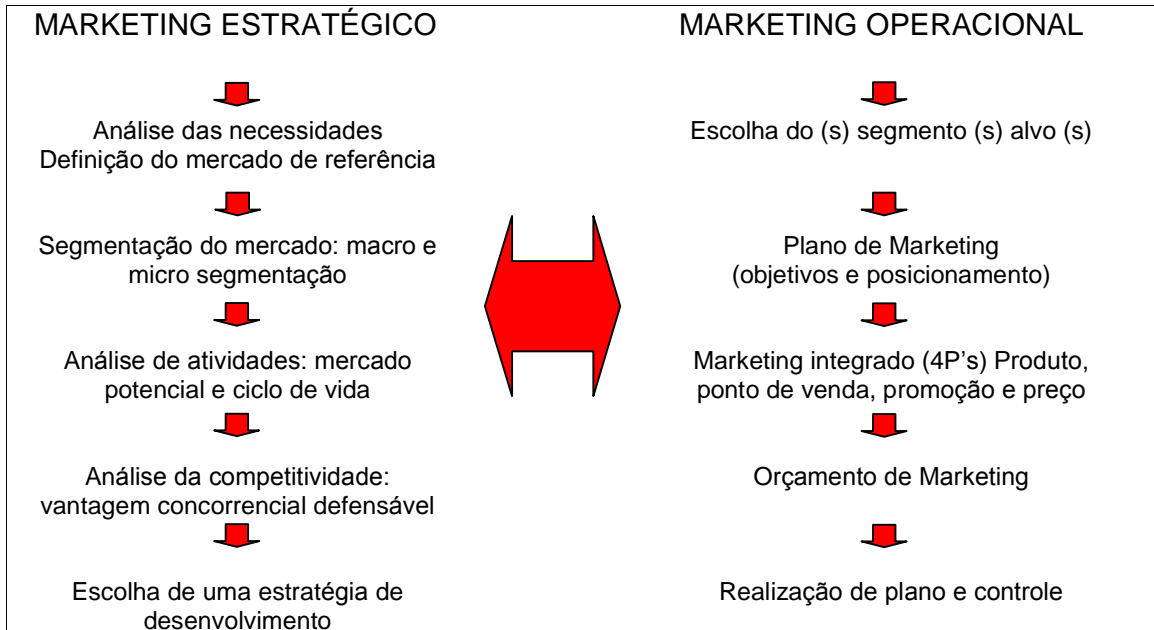 MARKETING ESTRATÉGICO
Análise das necessidades
Definição do mercado de referência
Segmentação do mercado: macro e
micro segmentação
Análise de atividades: mercado
potencial e ciclo de vida
Análise da competitividade:
vantagem concorrencial defensável
Escolha de uma estratégia de
desenvolvimento
MARKETING OPERACIONAL
Escolha do (s) segmento (s) alvo (s)
Plano de Marketing
(objetivos e posicionamento)
Marketing integrado (4P’s) Produto,
ponto de venda, promoção e preço
Orçamento de Marketing
Realização de plano e controle